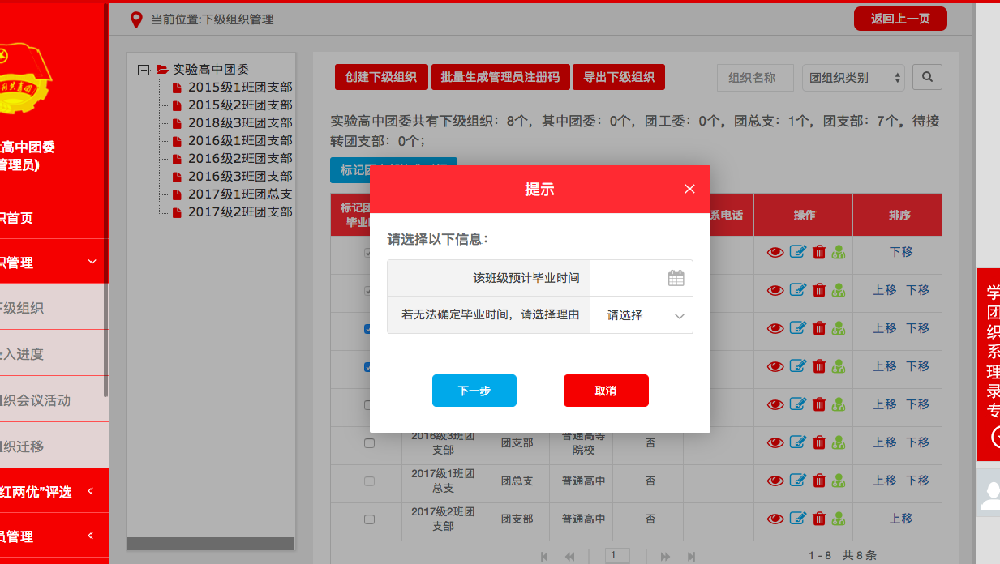 当前位置:下级组织管理
返回上一页
高中团委
管理员)
织首页
织管理
下级组织
录入进度
组织会议活动
组织迁移
红两优”评选
员管理
实验高中团委
2015级1班团支部
2015级2班团支部
2018级3班团支部
2016级1班团支部
2016级2班团支部
2016级3班团支部
2017级1班团总支
2017级2班团支部
创建下级组织 批量生成管理员注册码 导出下级组织
组织名称 团组织类别
实验高中团委共有下级组织：8个，其中团委：0个，团工委：0个，团总支：1个，团支部：7个，待接
转团支部：0个；
标记团
标记团
毕业
系电话 操作 排序
提示
请选择以下信息：
该班级预计毕业时间
若无法确定毕业时间，请选择理由 请选择
下一步 取消
下移
上移 下移
上移 下移
上移 下移
上移 下移
2016级3班团
支部
团支部
普通高等
院校
否
上移 下移
2017级1班团
总支
团总支
普通高中
否
上移 下移
2017级2班团
支部
团支部
普通高中
否
上移
1
1 - 8 共 8 条
学
团
织
系
理
录
专